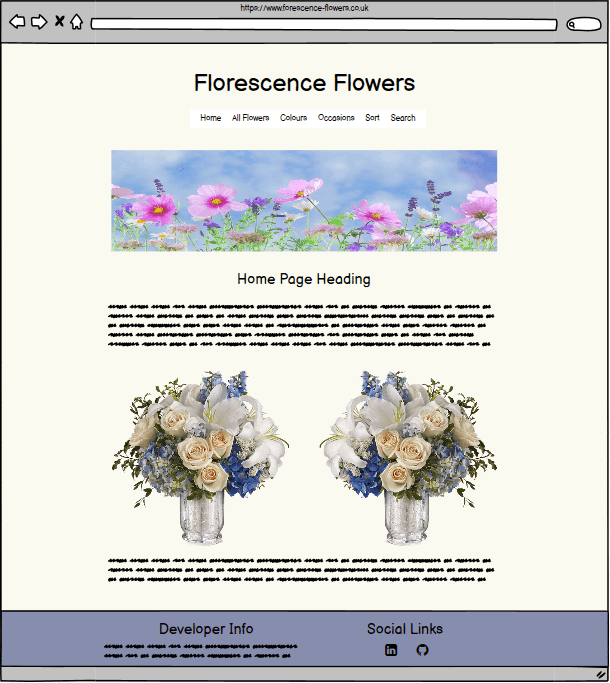 https://www.forescence-flowers.co.uk
Florescence Flowers
Home All Flowers Colours Occasions Sort Search
Home Page Heading
Developer Info Social Links